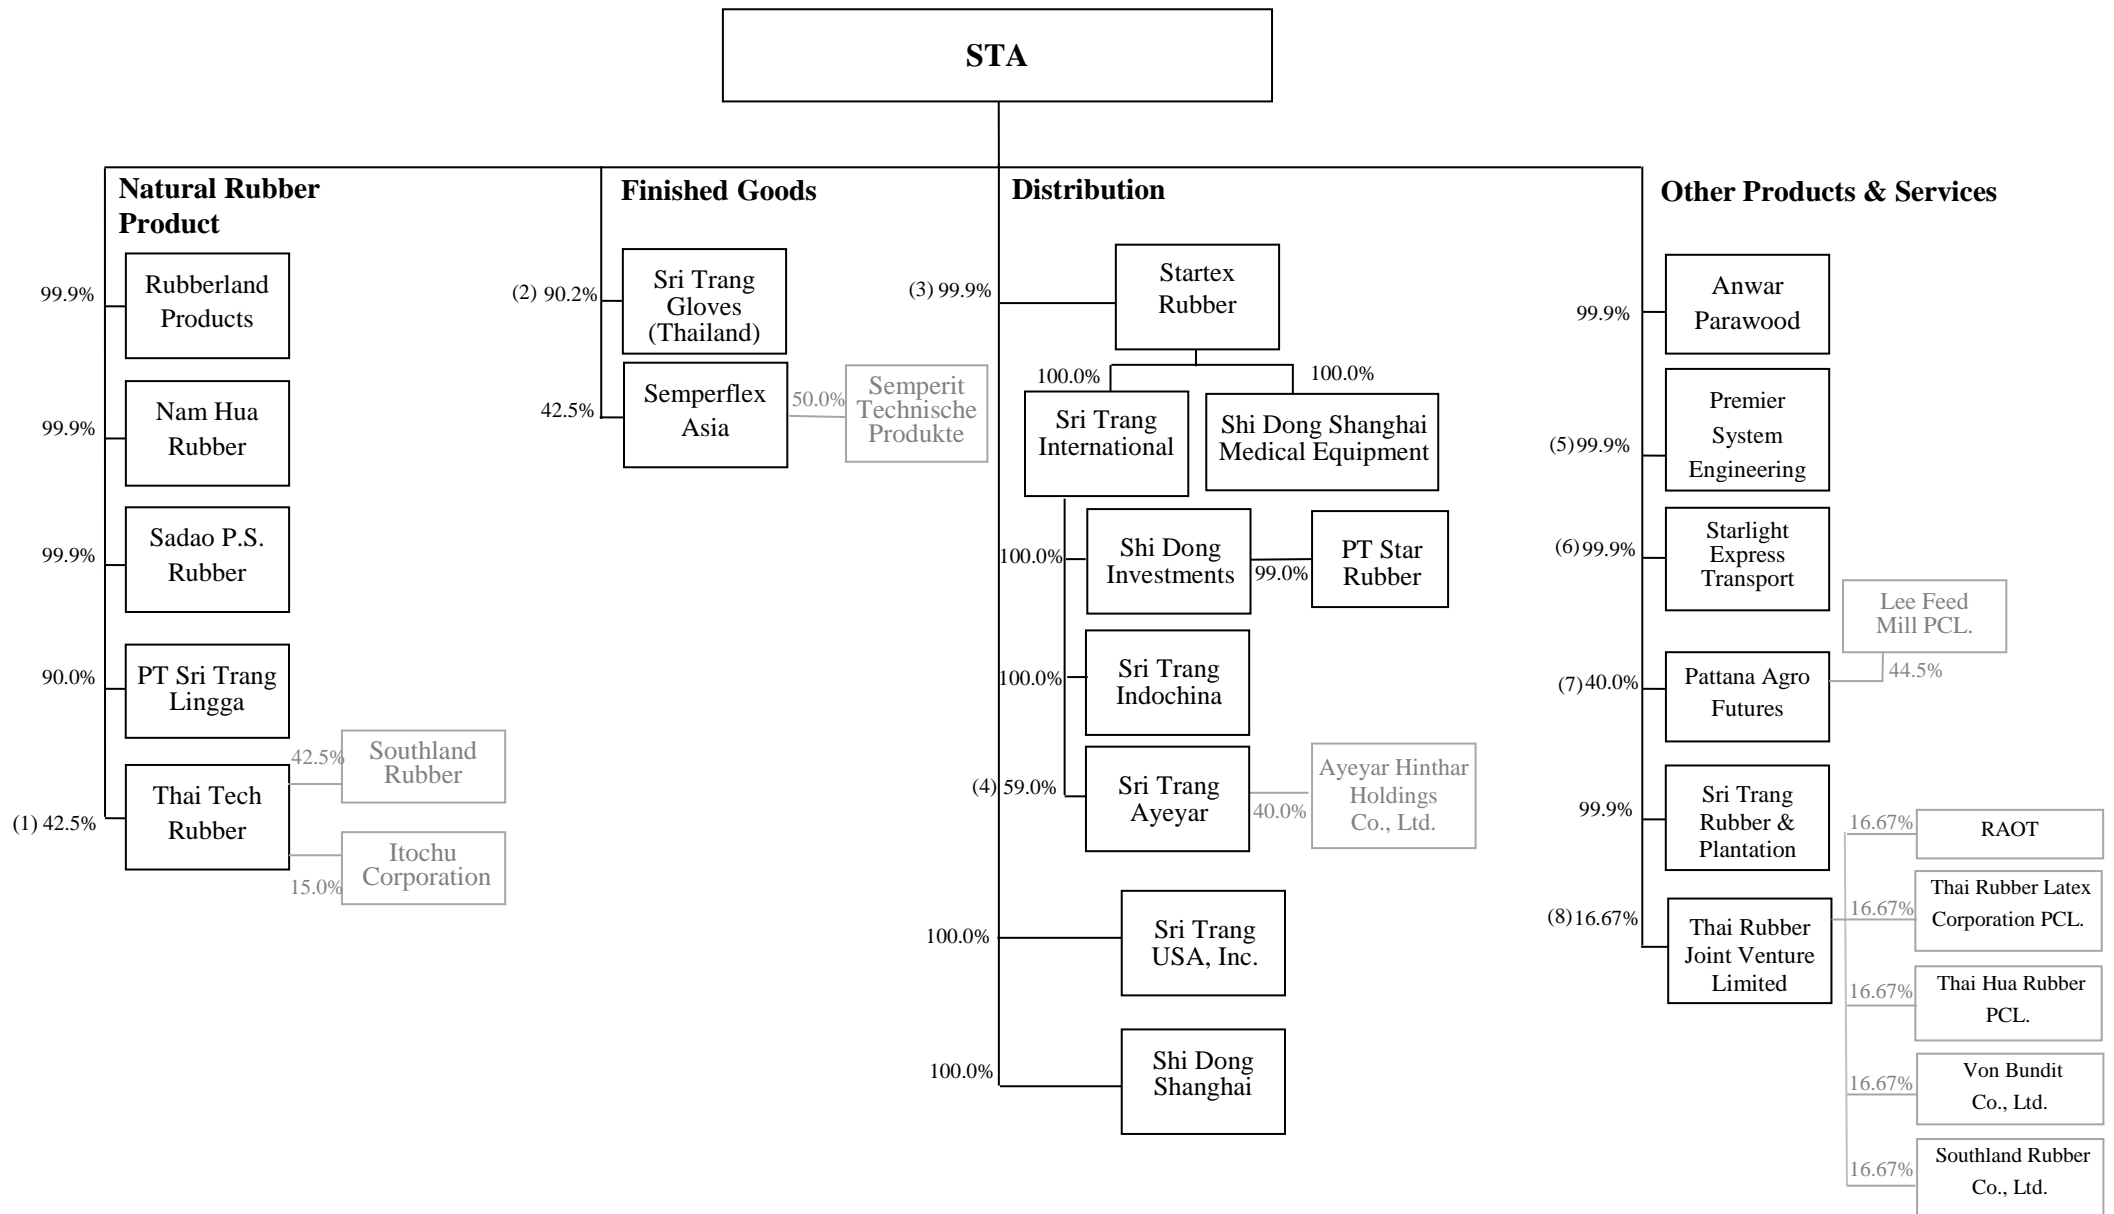 STA
Natural Rubber
Product
99.9%
Rubberland
Products
99.9%
Nam Hua
Rubber
99.9%
Sadao P.S.
Rubber
90.0%
PT Sri Trang
Lingga
(1) 42.5%
Thai Tech
Rubber
42.5%
Southland
Rubber
15.0%
Itochu
Corporation
Finished Goods
(2) 90.2%
Sri Trang
Gloves
(Thailand)
42.5%
Semperflex
Asia
50.0%
Semperit
Technische
Produkte
Distribution
(3) 99.9%
Startex
Rubber
100.0%
Sri Trang
International
100.0%
Shi Dong Shanghai
Medical Equipment
100.0%
Shi Dong
Investments
99.0%
PT Star
Rubber
100.0%
Sri Trang
Indochina
(4) 59.0%
Sri Trang
Ayeyar
40.0%
Ayeyar Hinthar
Holdings
Co., Ltd.
100.0%
Sri Trang
USA, Inc.
100.0%
Shi Dong
Shanghai
Other Products & Services
99.9%
Anwar
Parawood
(5) 99.9%
Premier
System
Engineering
(6) 99.9%
Starlight
Express
Transport
(7) 40.0%
Pattana Agro
Futures
Lee Feed
Mill PCL.
44.5%
99.9%
Sri Trang
Rubber &
Plantation
(8) 16.67%
Thai Rubber
Joint Venture
Limited
16.67%
RAOT
16.67%
Thai Rubber Latex
Corporation PCL.
16.67%
Thai Hua Rubber
PCL.
16.67%
Von Bundit
Co., Ltd.
16.67%
Southland Rubber
Co., Ltd.